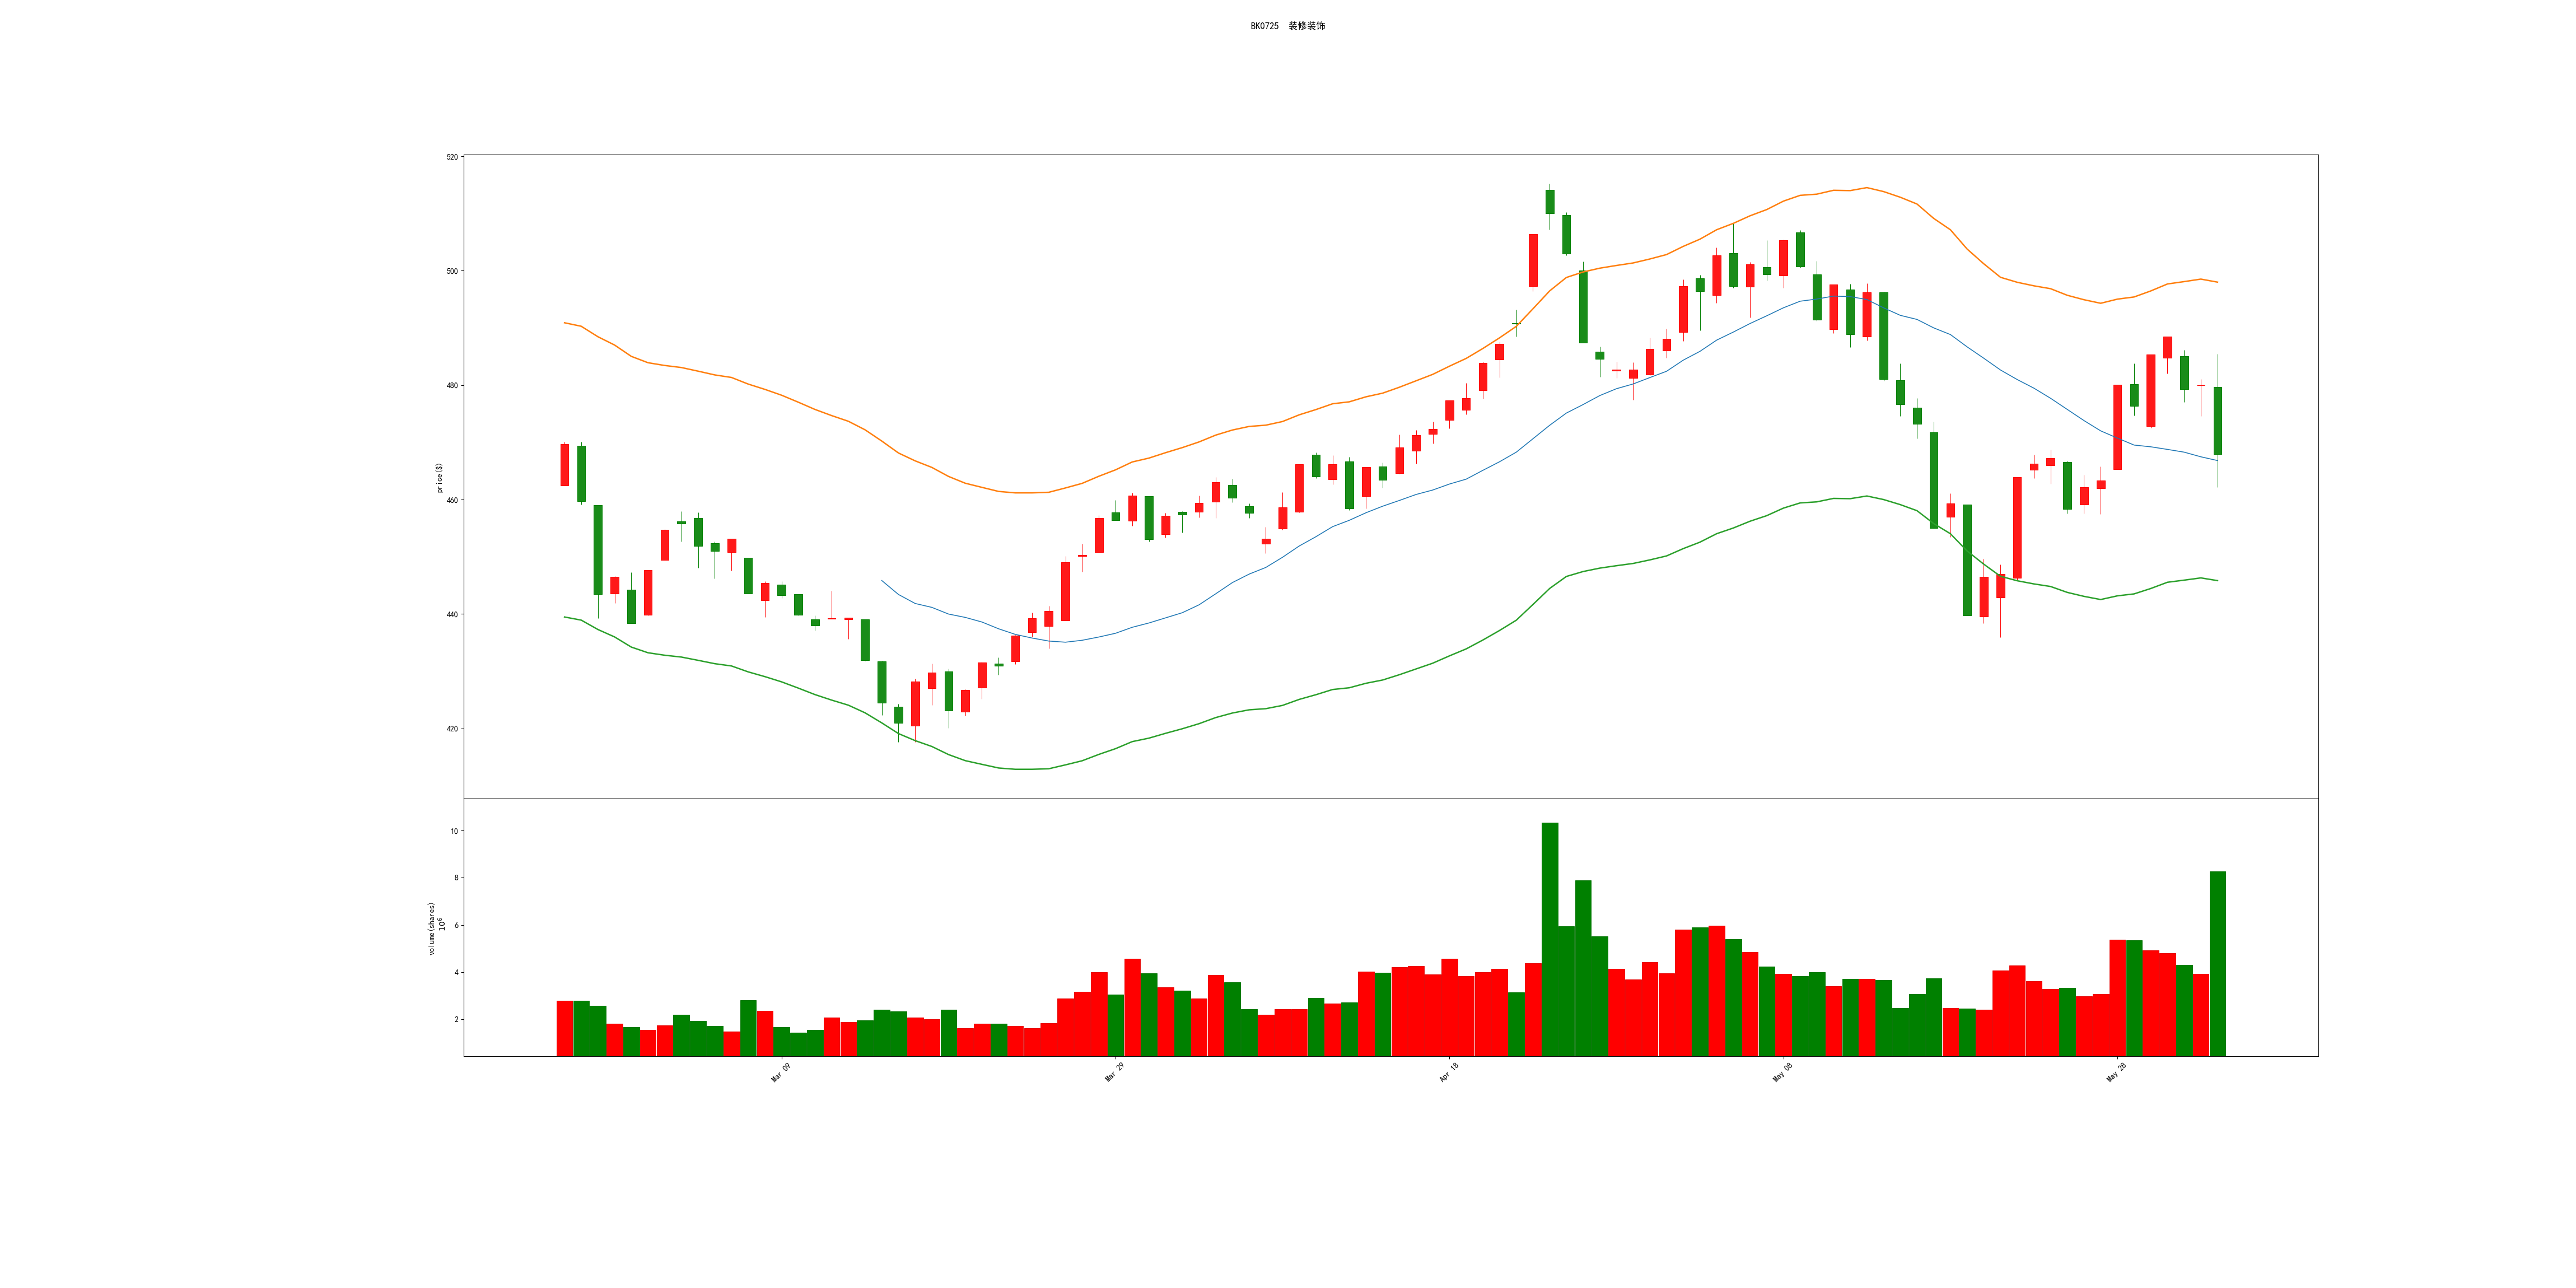 BK0725 装修装饰
520
500
480
460
440
420
price($)
10
8
6
4
2
volume(shares)
10^6
Mar 09
Mar 29
Apr 18
May 08
May 28